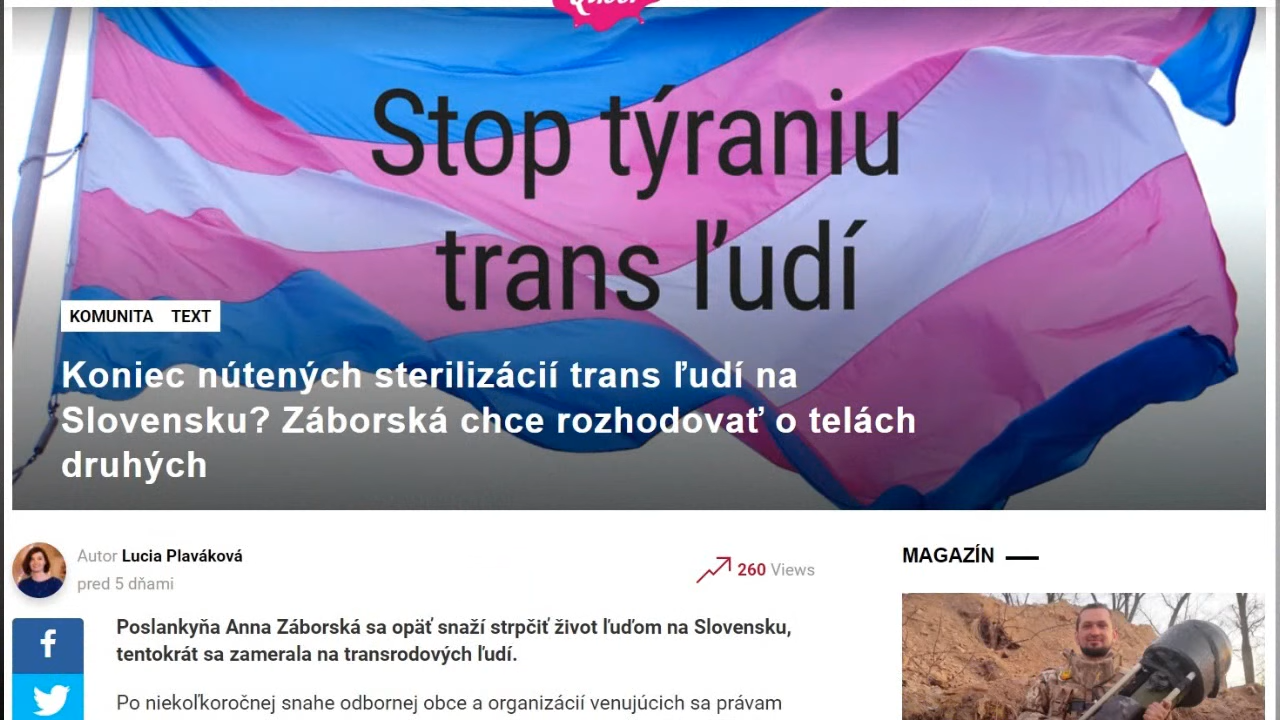 Stop týraniu
trans ľudí
KOMUNITA TEXT
Koniec nútených sterilizácií trans ľudí na
Slovensku? Záborská chce rozhodovať o telách
druhých
Autor Lucia Plaváková
pred 5 dňami
260 Views
MAGAZÍN
Poslankyňa Anna Záborská sa opäť snaží strpčiť život ľuďom na Slovensku,
tentokrát sa zamerala na transrodových ľudí.
Po niekoľkoročnej snahe odbornej obce a organizácií venujúcich sa právam